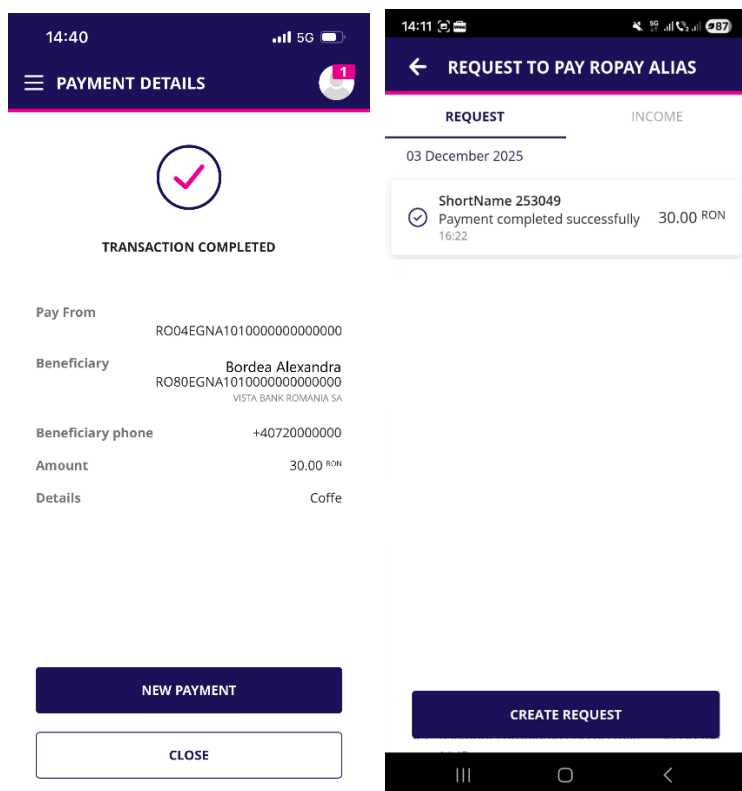 14:40
5G
PAYMENT DETAILS
1
TRANSACTION COMPLETED
Pay From
RO04EGNA1010000000000000
Beneficiary
Bordea Alexandra
RO80EGNA1010000000000000
VISTA BANK ROMANIA SA
Beneficiary phone
+40720000000
Amount
30.00 RON
Details
Coffe
NEW PAYMENT
CLOSE
14:11
5G
87
REQUEST TO PAY ROPAY ALIAS
REQUEST
INCOME
03 December 2025
ShortName 253049
Payment completed successfully
30.00 RON
16:22
CREATE REQUEST